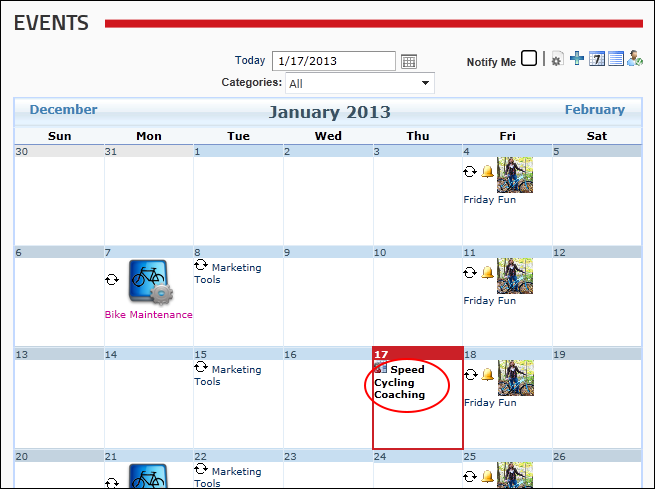 EVENTS
Today 1/17/2013
Notify Me
7
Categories: All
December January 2013 February
Sun Mon Tue Wed Thu Fri Sat
30 31 1 2 3 4 5
Friday Fun
6 7 8 9 10 11 12
Marketing
Tools
Bike Maintenance
Friday Fun
13 14 15 16 17 18 19
Marketing
Tools
Speed
Cycling
Coaching
Friday Fun
20 21 22 23 24 25 26
Marketing
Tools